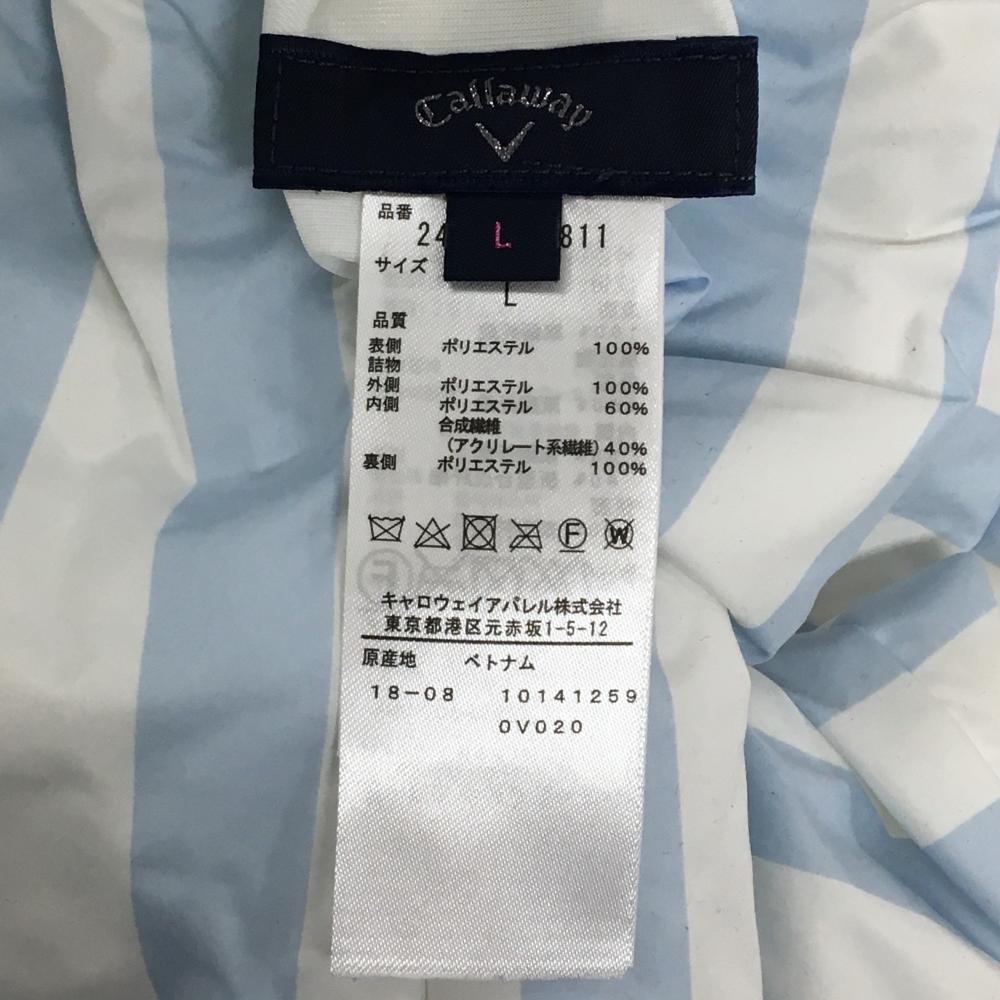 Callaway
L
品番
24 811
サイズ
L
品質
表側 ポリエステル 100%
詰物
外側 ポリエステル 100%
内側 ポリエステル 60%
合成繊維
(アクリレート系繊維) 40%
裏側 ポリエステル 100%
F W
キャロウェイアパレル株式会社
東京都港区元赤坂1-5-12
原産地 ベトナム
18-08 10141259
0V020